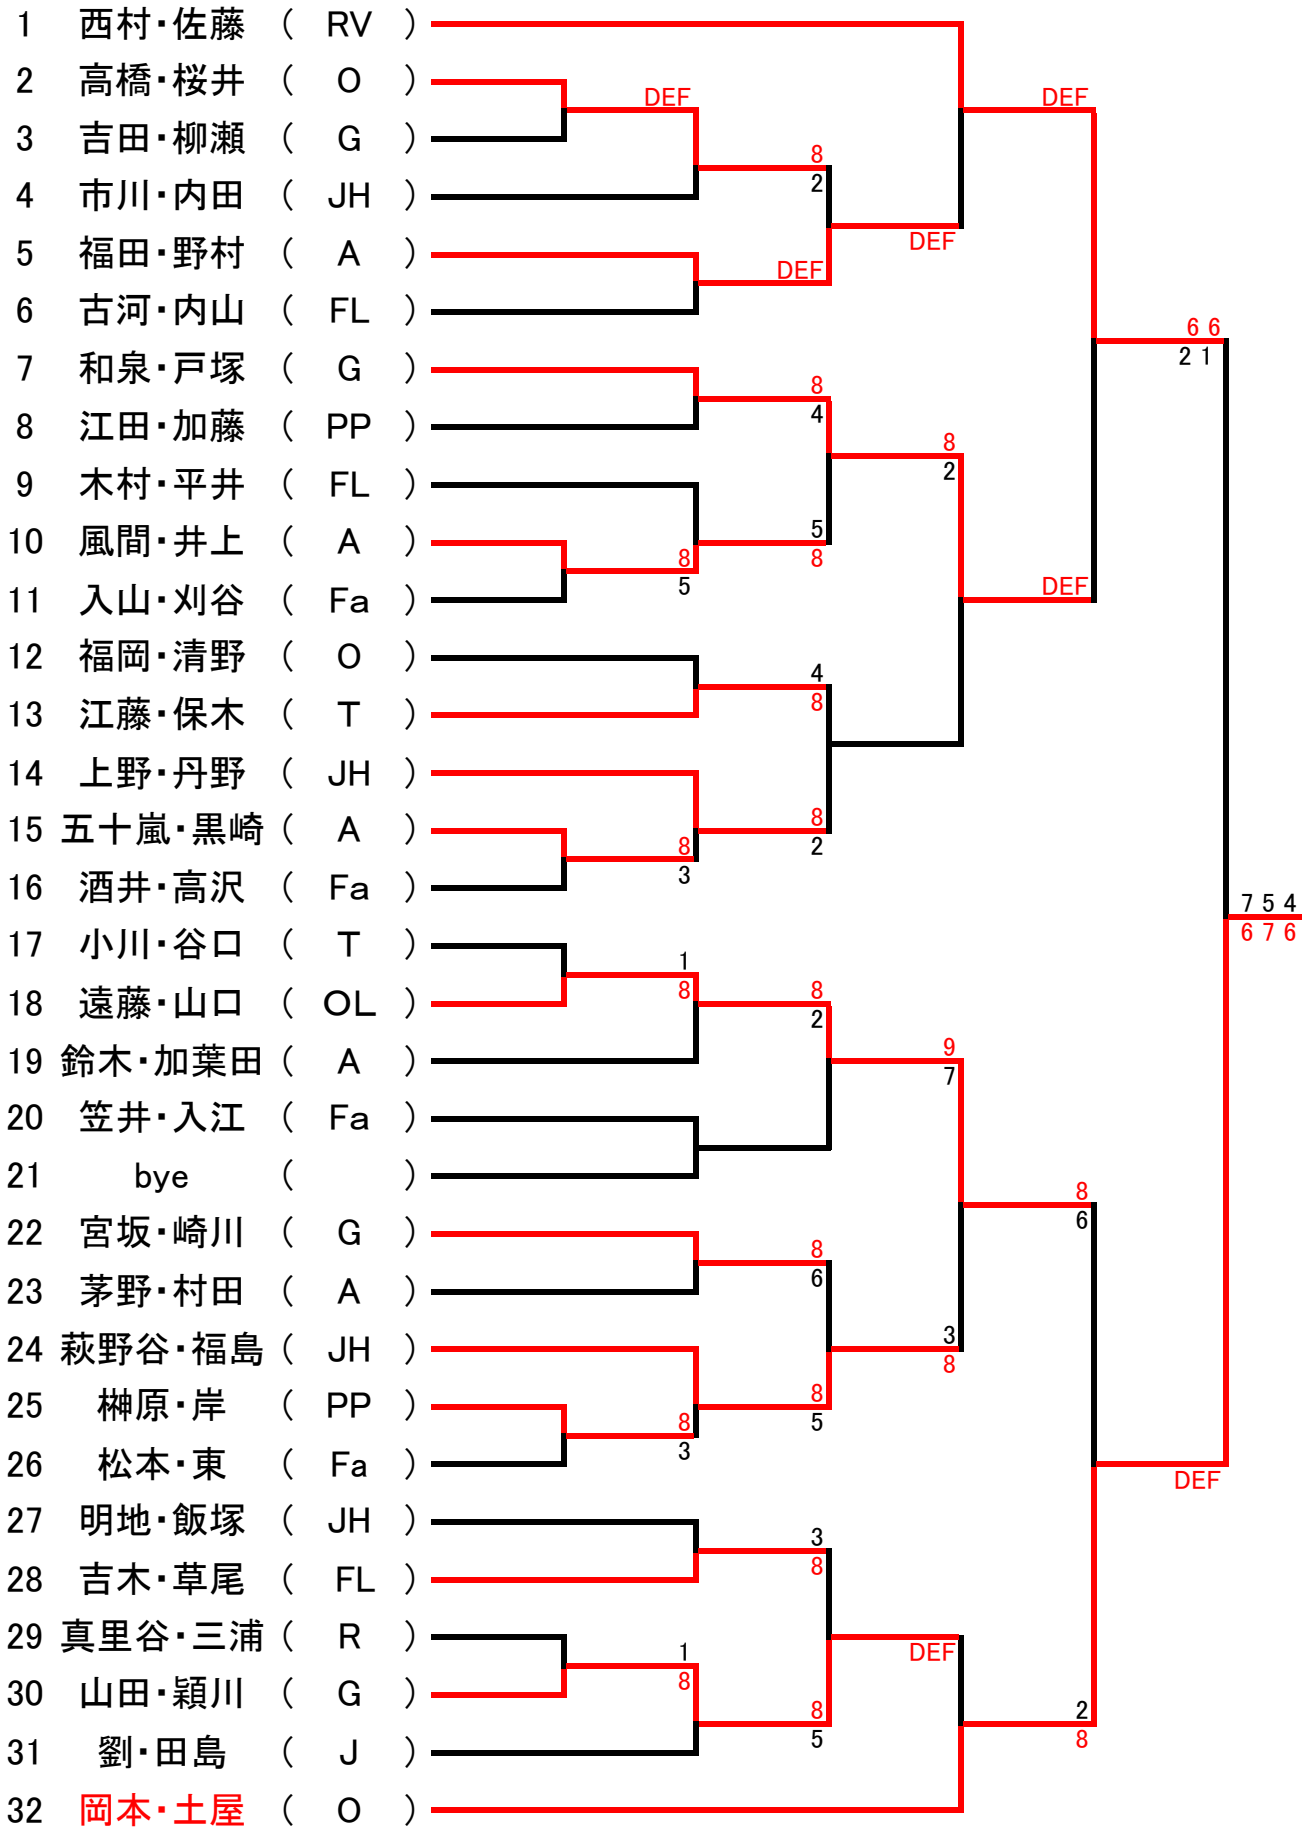 1 西村・佐藤 ( RV )
2 高橋・桜井 ( O )
DEF DEF
3 吉田・柳瀬 ( G )
8
2
4 市川・内田 ( JH )
DEF
5 福田・野村 ( A )
DEF
6 古河・内山 ( FL )
6 6
2 1
7 和泉・戸塚 ( G )
8
4
8 江田・加藤 ( PP )
8
2
9 木村・平井 ( FL )
5
8
10 風間・井上 ( A )
8
5
DEF
11 入山・刈谷 ( Fa )
12 福岡・清野 ( O )
4
8
13 江藤・保木 ( T )
14 上野・丹野 ( JH )
8
2
15 五十嵐・黒崎 ( A )
8
3
16 酒井・高沢 ( Fa )
7 5 4
6 7 6
17 小川・谷口 ( T )
1
8
18 遠藤・山口 ( OL )
8
2
19 鈴木・加葉田 ( A )
9
7
20 笠井・入江 ( Fa )
21 bye ( )
8
6
22 宮坂・崎川 ( G )
8
6
23 茅野・村田 ( A )
24 萩野谷・福島 ( JH )
3
8
25 榊原・岸 ( PP )
8
5
8
3
26 松本・東 ( Fa )
DEF
27 明地・飯塚 ( JH )
3
8
28 吉木・草尾 ( FL )
29 真里谷・三浦 ( R )
1
8
DEF
30 山田・穎川 ( G )
8
5
2
8
31 劉・田島 ( J )
32 岡本・土屋 ( O )